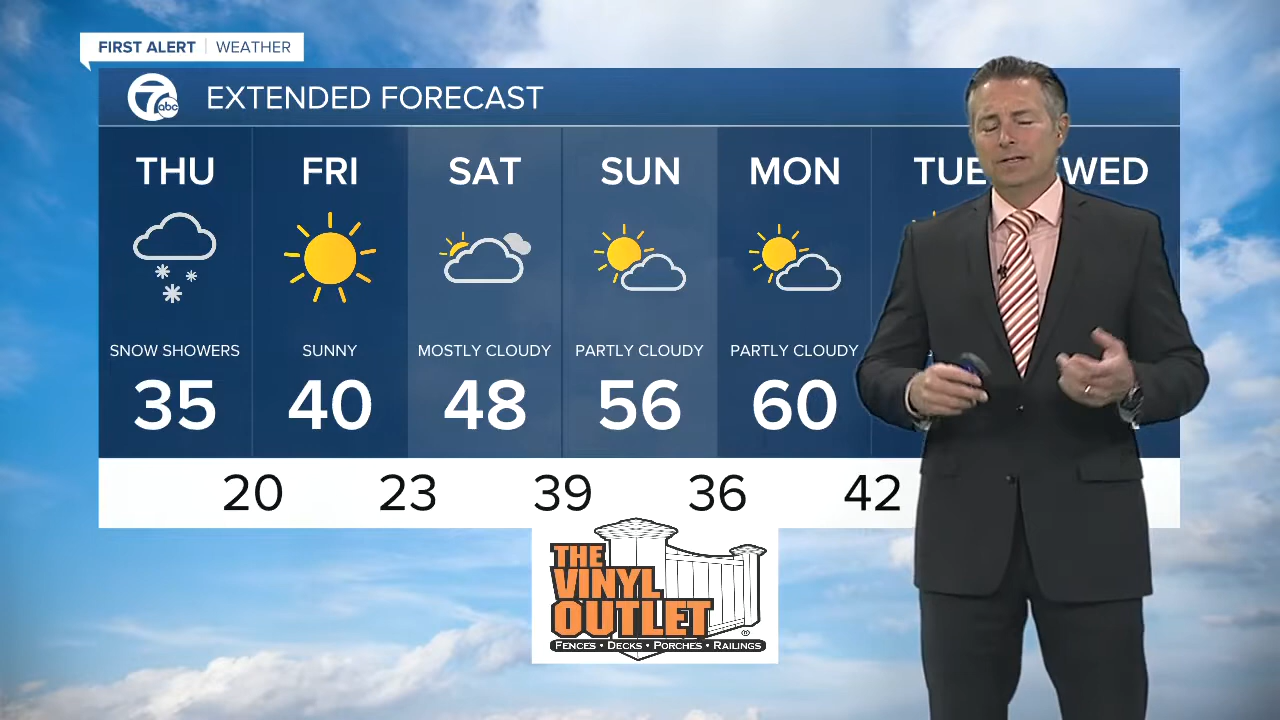 FIRST ALERT | WEATHER
7 abc
EXTENDED FORECAST
THU FRI SAT SUN MON TUE WED
SNOW SHOWERS SUNNY MOSTLY CLOUDY PARTLY CLOUDY PARTLY CLOUDY
35 40 48 56 60
20 23 39 36 42
THE
VINYL
OUTLET
®
FENCES • DECKS • PORCHES • RAILINGS